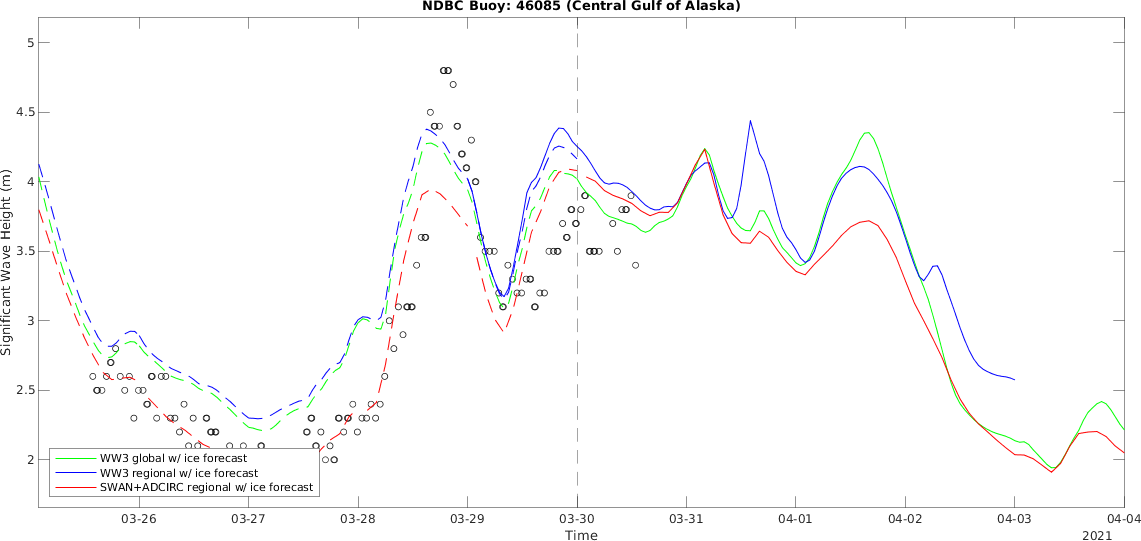 NDBC Buoy: 46085 (Central Gulf of Alaska)
Significant Wave Height (m)
5
4.5
4
3.5
3
2.5
2
WW3 global w/ ice forecast
WW3 regional w/ ice forecast
SWAN+ADCIRC regional w/ ice forecast
03-26 03-27 03-28 03-29 03-30 03-31 04-01 04-02 04-03 04-04
Time
2021